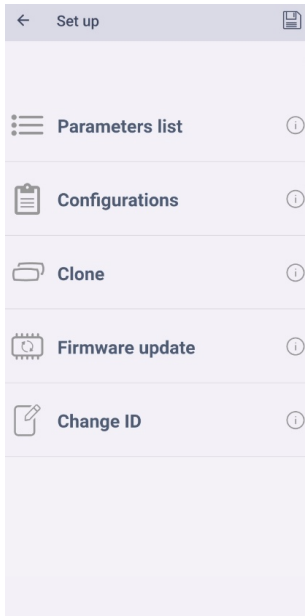 Set up
Parameters list
Configurations
Clone
Firmware update
Change ID